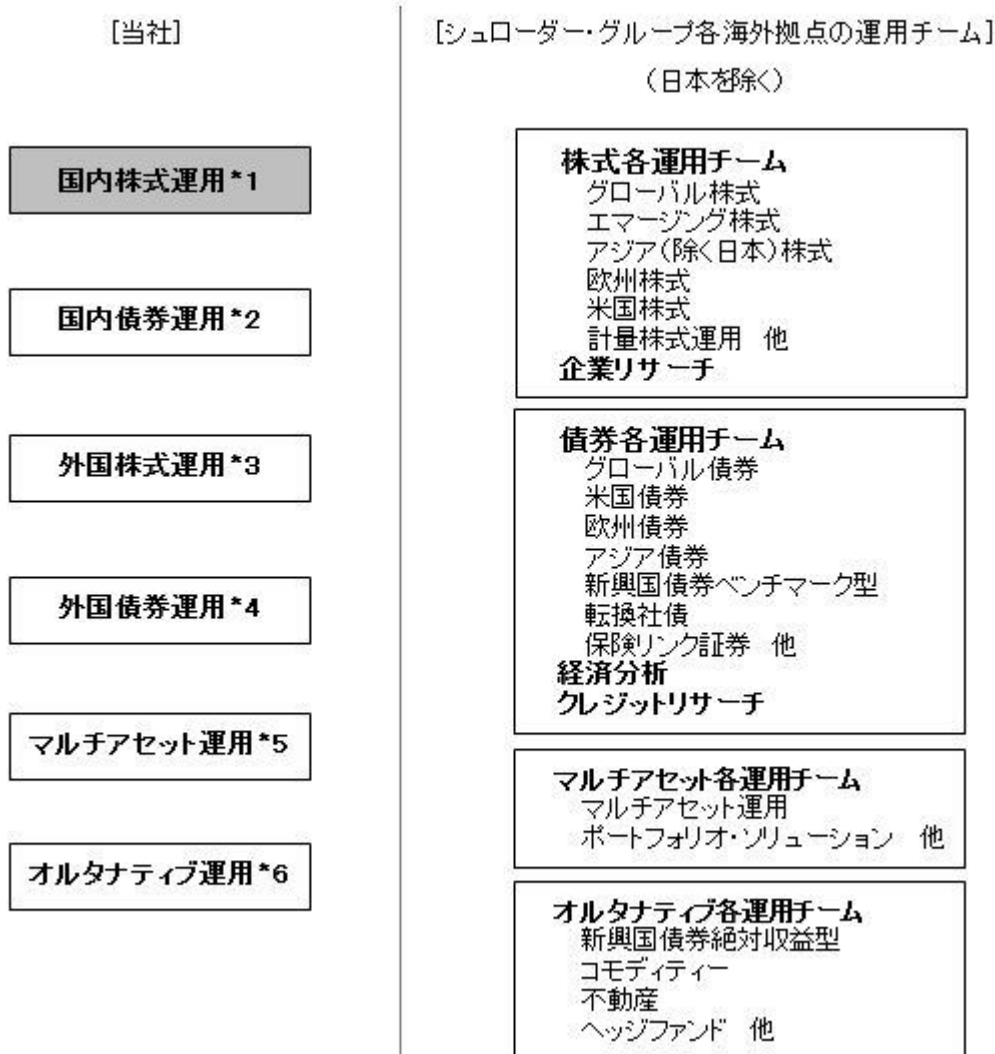 [当社]
国内株式運用*1
国内債券運用*2
外国株式運用*3
外国債券運用*4
マルチアセット運用*5
オルタナティブ運用*6
[シュローダー・グループ各海外拠点の運用チーム]
（日本を除く）
株式各運用チーム
グローバル株式
エマージング株式
アジア（除く日本）株式
欧州株式
米国株式
計量株式運用　他
企業リサーチ
債券各運用チーム
グローバル債券
米国債券
欧州債券
アジア債券
新興国債券ベンチマーク型
転換社債
保険リンク証券　他
経済分析
クレジットリサーチ
マルチアセット各運用チーム
マルチアセット運用
ポートフォリオ・ソリューション　他
オルタナティブ各運用チーム
新興国債券絶対収益型
コモディティー
不動産
ヘッジファンド　他